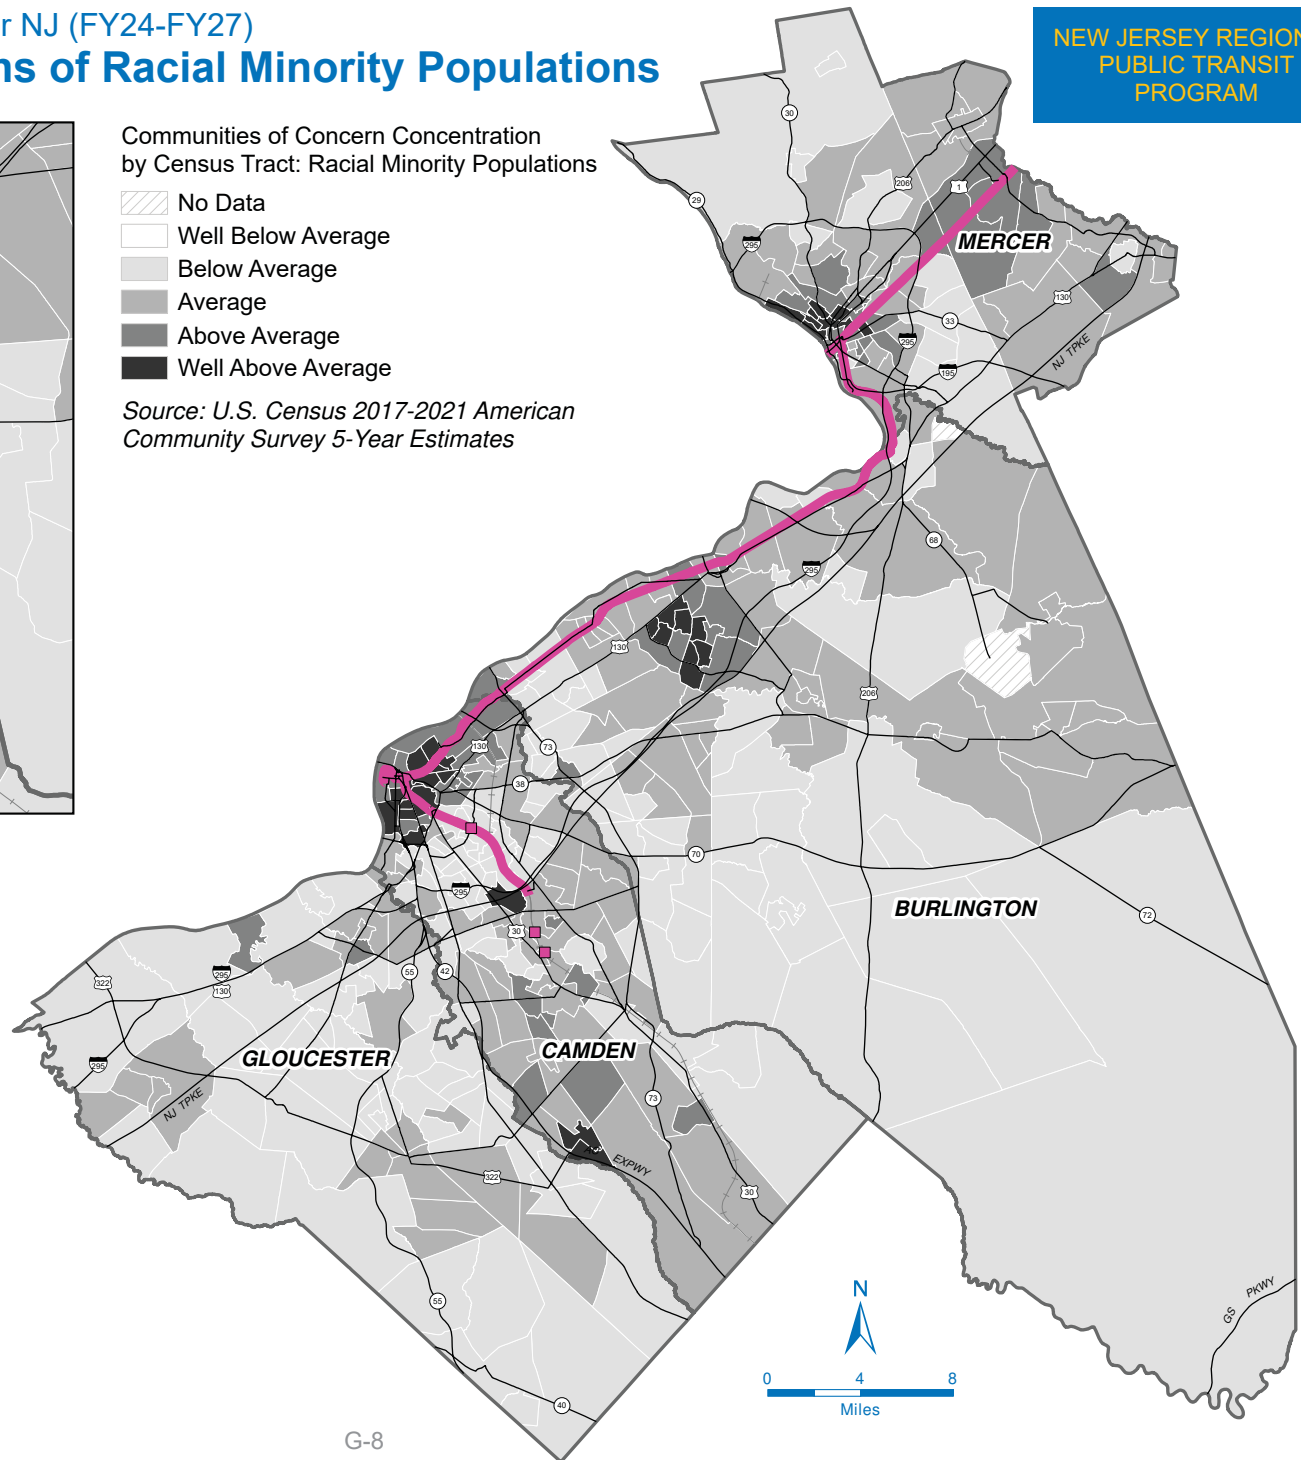 r NJ (FY24-FY27)
ns of Racial Minority Populations
NEW JERSEY REGION
PUBLIC TRANSIT
PROGRAM
Communities of Concern Concentration
by Census Tract: Racial Minority Populations
No Data
Well Below Average
Below Average
Average
Above Average
Well Above Average
Source: U.S. Census 2017-2021 American
Community Survey 5-Year Estimates
30
29
206
1
295
MERCER
130
33
295
195
NJ TPKE
68
295
130
206
73
130
38
70
295
BURLINGTON
72
30
55
42
322
295
130
295
GLOUCESTER
CAMDEN
NJ TPKE
73
EXPWY
322
30
55
40
GS PKWY
N
0 4 8
Miles
G-8